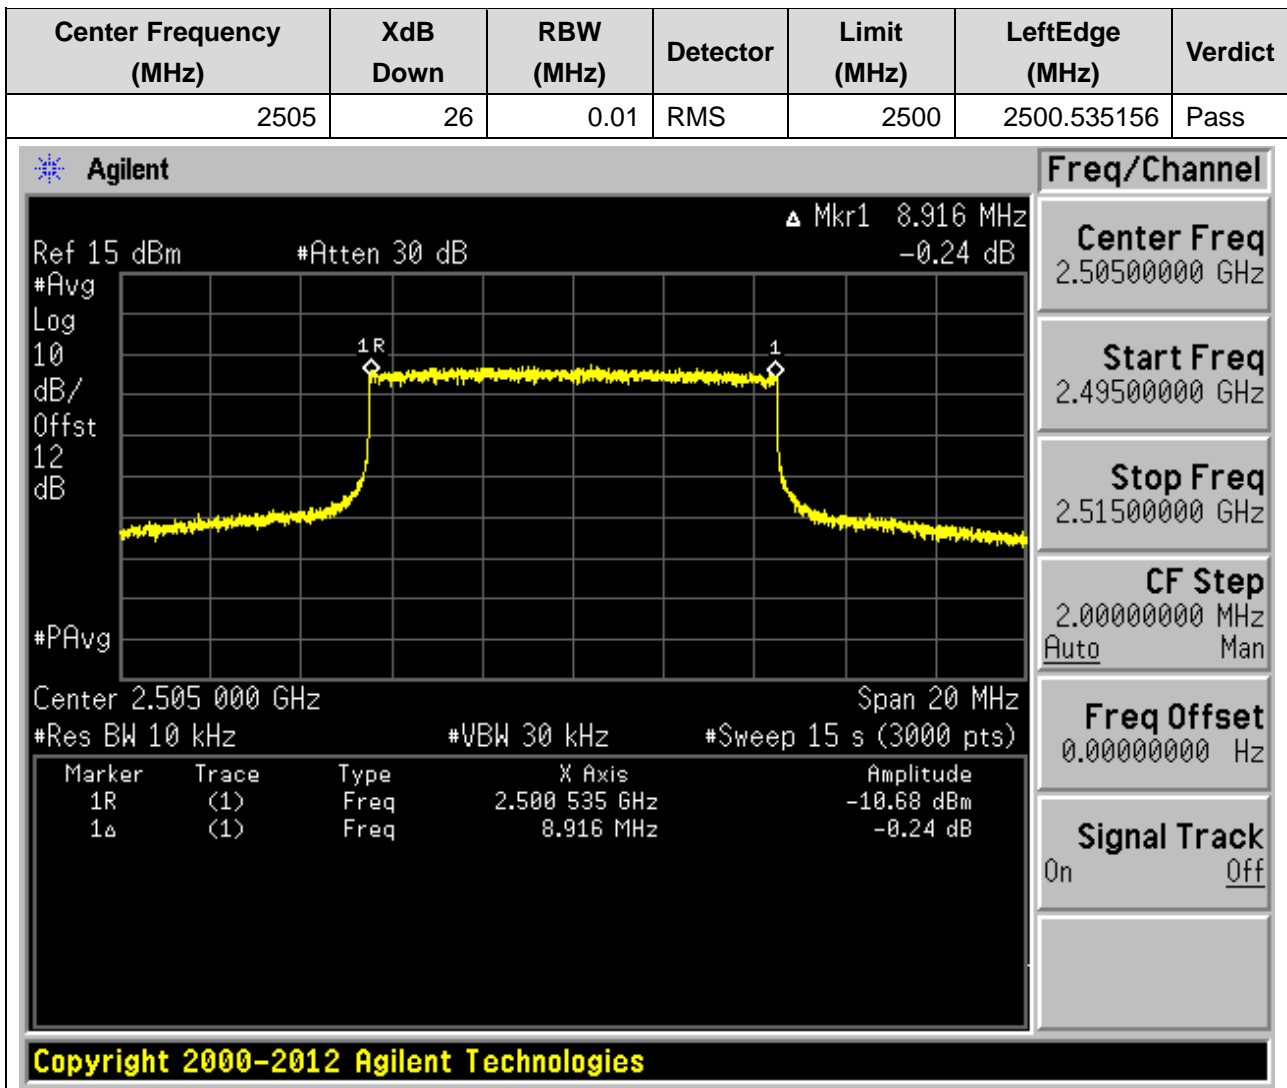 Center Frequency (MHz) XdB Down RBW (MHz) Detector Limit (MHz) LeftEdge (MHz) Verdict
2505 26 0.01 RMS 2500 2500.535156 Pass
Agilent
Freq/Channel
Δ Mkr1 8.916 MHz
Ref 15 dBm #Atten 30 dB -0.24 dB
#Avg
Log
10
dB/
Offst
12
dB
#PAvg
1R
1
Center 2.505 000 GHz Span 20 MHz
#Res BW 10 kHz #VBW 30 kHz #Sweep 15 s (3000 pts)
Marker Trace Type X Axis Amplitude
1R (1) Freq 2.500 535 GHz -10.68 dBm
1Δ (1) Freq 8.916 MHz -0.24 dB
Center Freq
2.50500000 GHz
Start Freq
2.49500000 GHz
Stop Freq
2.51500000 GHz
CF Step
2.00000000 MHz
Auto Man
Freq Offset
0.00000000 Hz
Signal Track
On Off
Copyright 2000-2012 Agilent Technologies